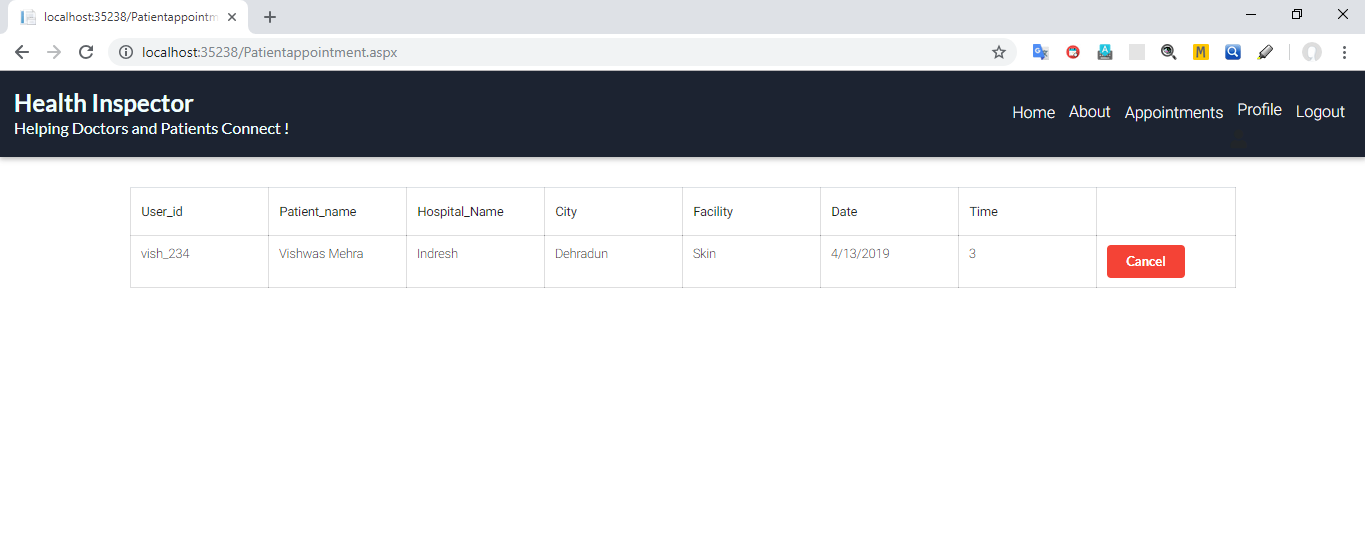 localhost:35238/Patientappointm
localhost:35238/Patientappointment.aspx
Health Inspector
Helping Doctors and Patients Connect !
Home About Appointments Profile Logout
User_id Patient_name Hospital_Name City Facility Date Time
vish_234 Vishwas Mehra Indresh Dehradun Skin 4/13/2019 3 Cancel